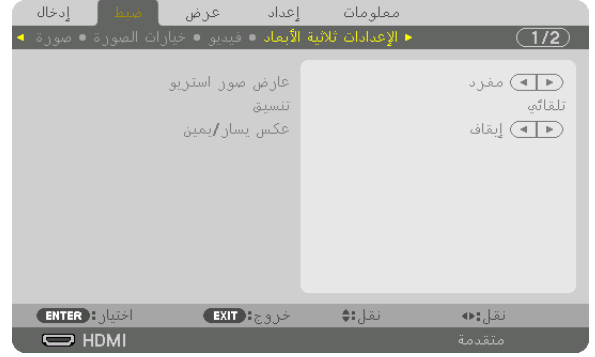 إدخال ضبط عرض إعداد معلومات
◄ صورة ● خيارات الصورة ● فيديو ● الإعدادات ثلاثية الأبعاد ► 1/2
عارض صور استريو ◄ ► مفرد
تنسيق تلقائي
عكس يسار/يمين ◄ ► إيقاف
ENTER: اختيار EXIT: خروج نقل: نقل:
HDMI متقدمة